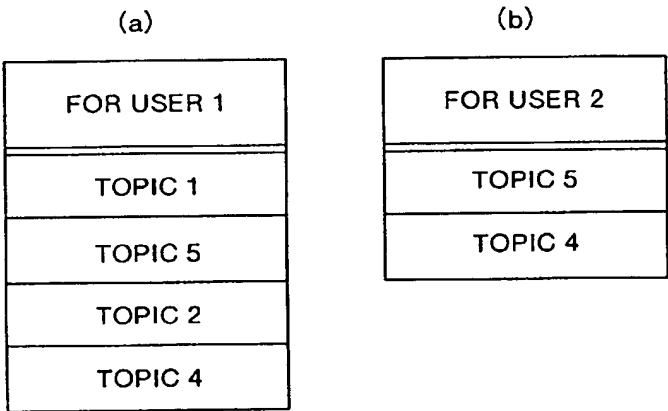 (a)
FOR USER 1
TOPIC 1
TOPIC 5
TOPIC 2
TOPIC 4
(b)
FOR USER 2
TOPIC 5
TOPIC 4